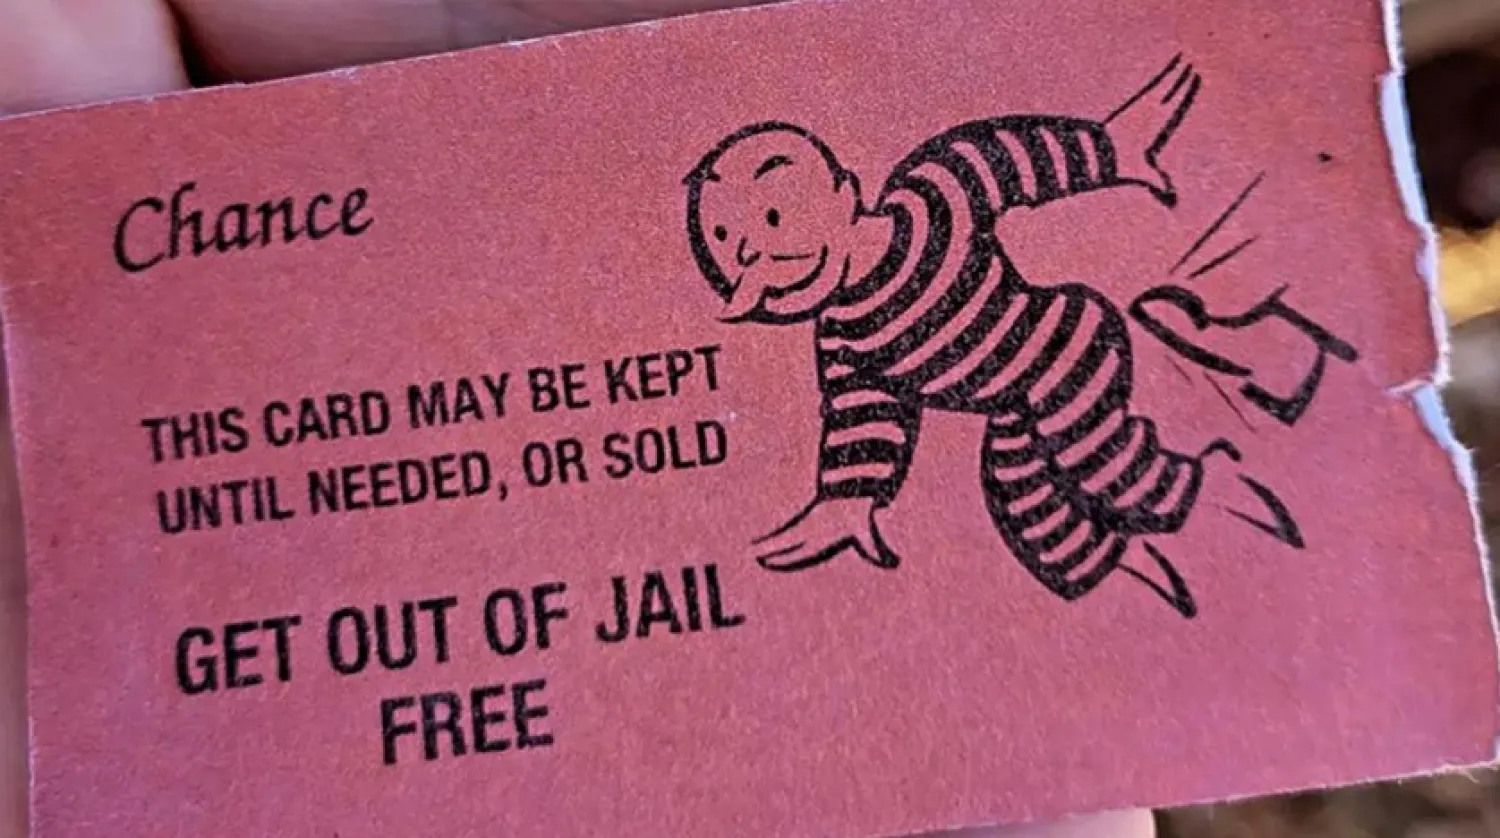 Chance
THIS CARD MAY BE KEPT
UNTIL NEEDED, OR SOLD
GET OUT OF JAIL
FREE